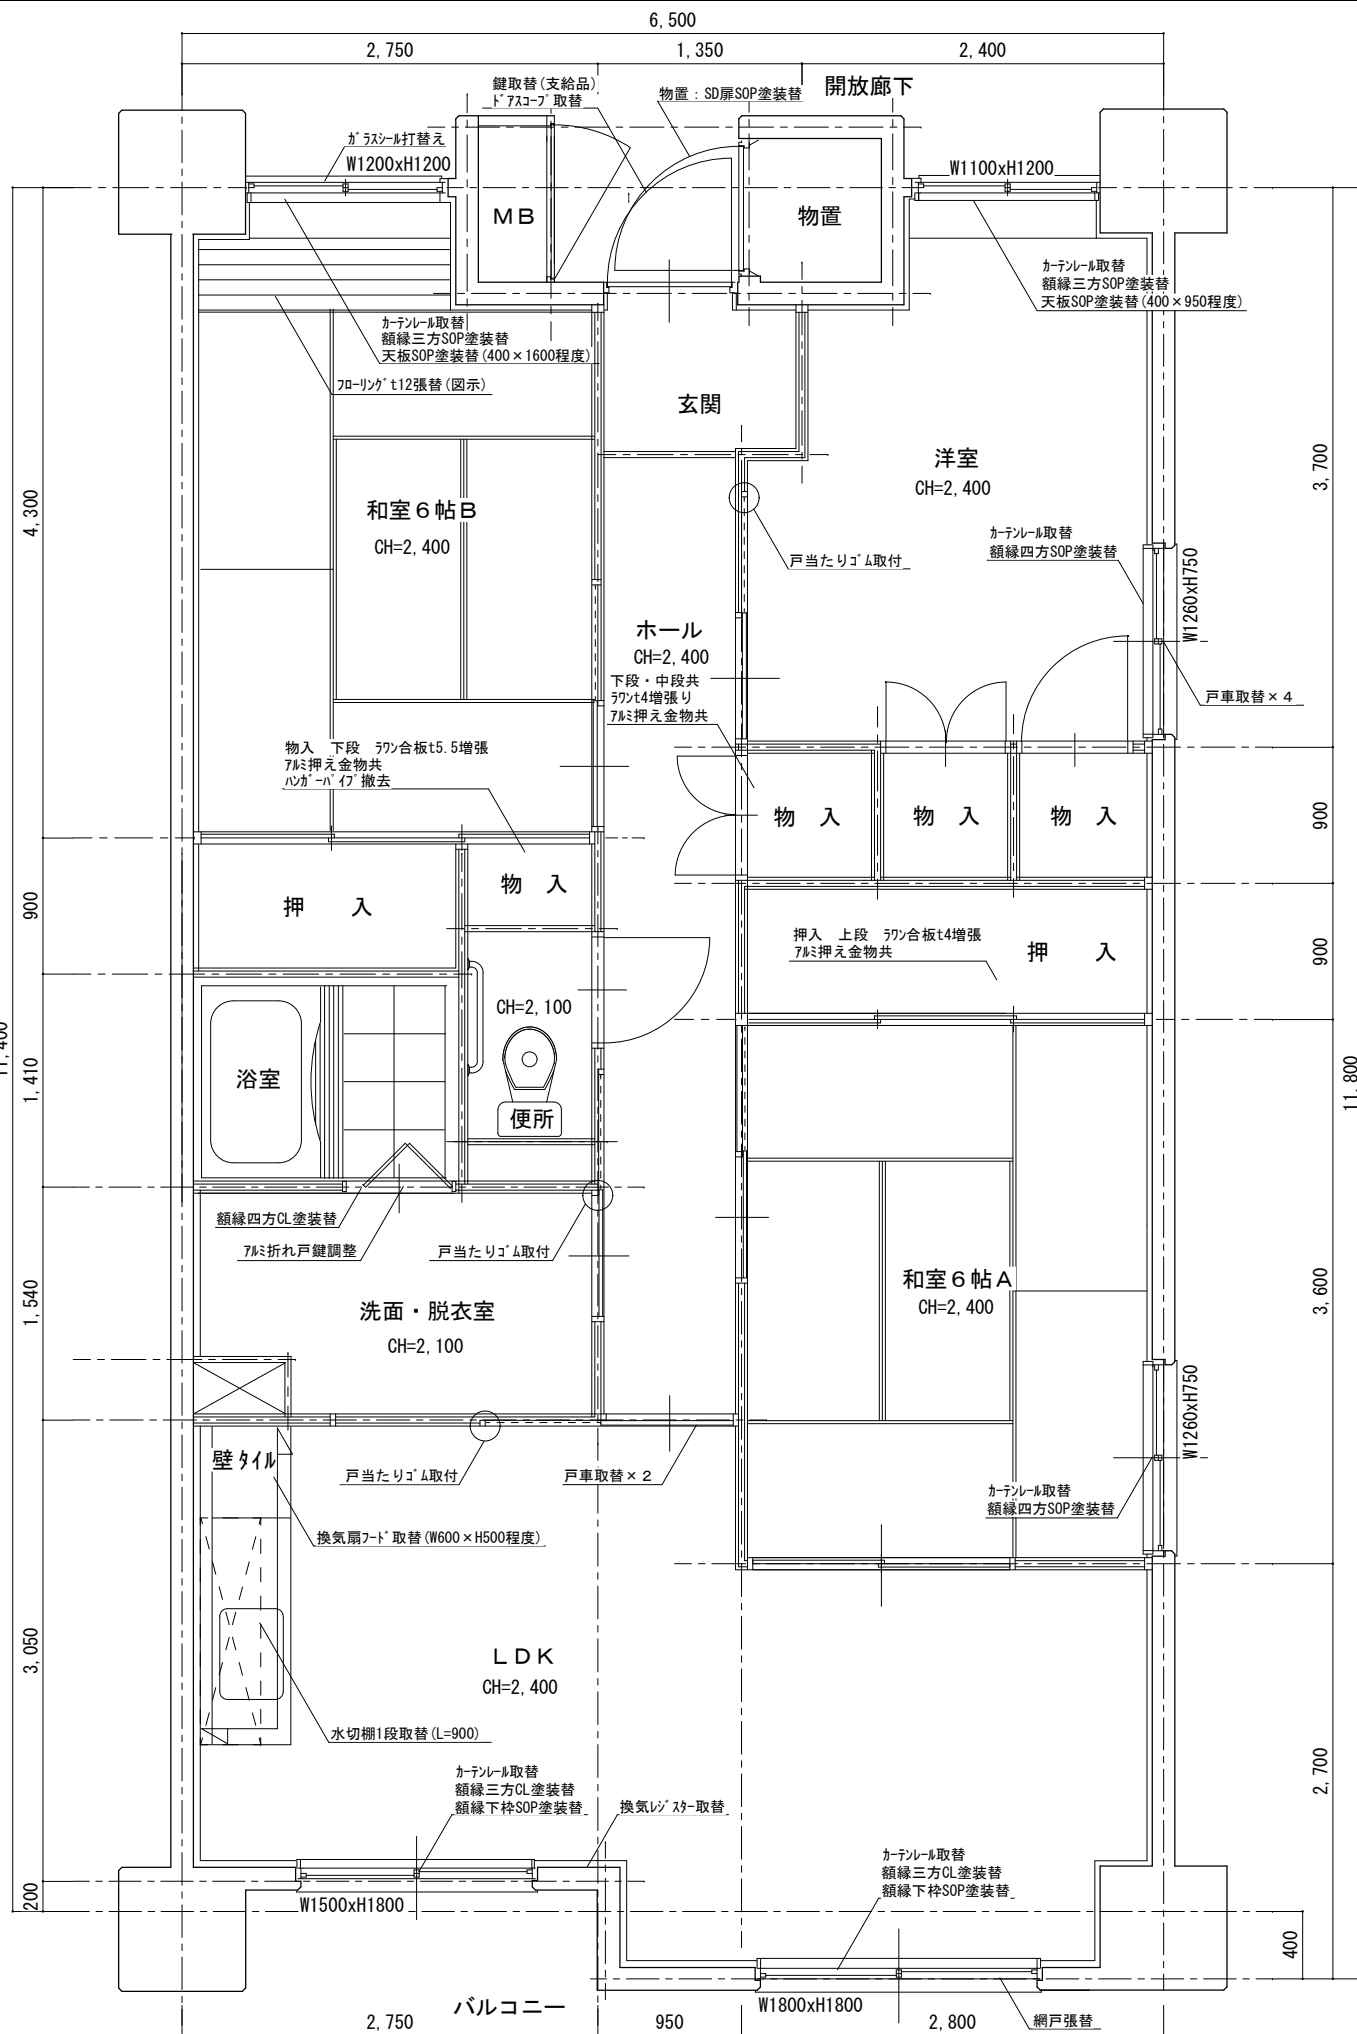 6,500
2,750
1,350
2,400
開放廊下
鍵取替(支給品)
ﾄﾞｱｽｺｰﾌﾟ取替
物置：SD扉SOP塗装替
ｶﾞﾗｽｼｰﾙ打替え
W1200xH1200
W1100xH1200
MB
物置
ｶｰﾃﾝﾚｰﾙ取替
額縁三方SOP塗装替
天板SOP塗装替(400×950程度)
ｶｰﾃﾝﾚｰﾙ取替
額縁三方SOP塗装替
天板SOP塗装替(400×1600程度)
ﾌﾛｰﾘﾝｸﾞt12張替(図示)
玄関
洋室
CH=2,400
和室６帖B
CH=2,400
4,300
3,700
ｶｰﾃﾝﾚｰﾙ取替
額縁四方SOP塗装替
戸当たりｺﾞﾑ取付
W1260xH750
ホール
CH=2,400
下段・中段共
ﾗﾜﾝt4増張り
ｱﾙﾐ押え金物共
戸車取替×４
物入　下段　ﾗﾜﾝ合板t5.5増張
ｱﾙﾐ押え金物共
ﾊﾝｶﾞｰﾊﾟｲﾌﾟ撤去
物　入
物　入
物　入
900
物　入
押　入
900
押入　上段　ﾗﾜﾝ合板t4増張
ｱﾙﾐ押え金物共
押　入
900
CH=2,100
11,400
1,410
浴室
便所
11,800
額縁四方CL塗装替
ｱﾙﾐ折れ戸鍵調整
戸当たりｺﾞﾑ取付
1,540
洗面・脱衣室
CH=2,100
和室６帖A
CH=2,400
3,600
W1260xH750
壁ﾀｲﾙ
戸当たりｺﾞﾑ取付
戸車取替×２
ｶｰﾃﾝﾚｰﾙ取替
額縁四方SOP塗装替
換気扇ﾌｰﾄﾞ取替(W600×H500程度)
3,050
LDK
CH=2,400
水切棚1段取替(L=900)
2,700
ｶｰﾃﾝﾚｰﾙ取替
額縁三方CL塗装替
額縁下枠SOP塗装替
換気ﾚｼﾞｽﾀｰ取替
ｶｰﾃﾝﾚｰﾙ取替
額縁三方CL塗装替
額縁下枠SOP塗装替
200
W1500xH1800
400
バルコニー
W1800xH1800
網戸張替
2,750
950
2,800